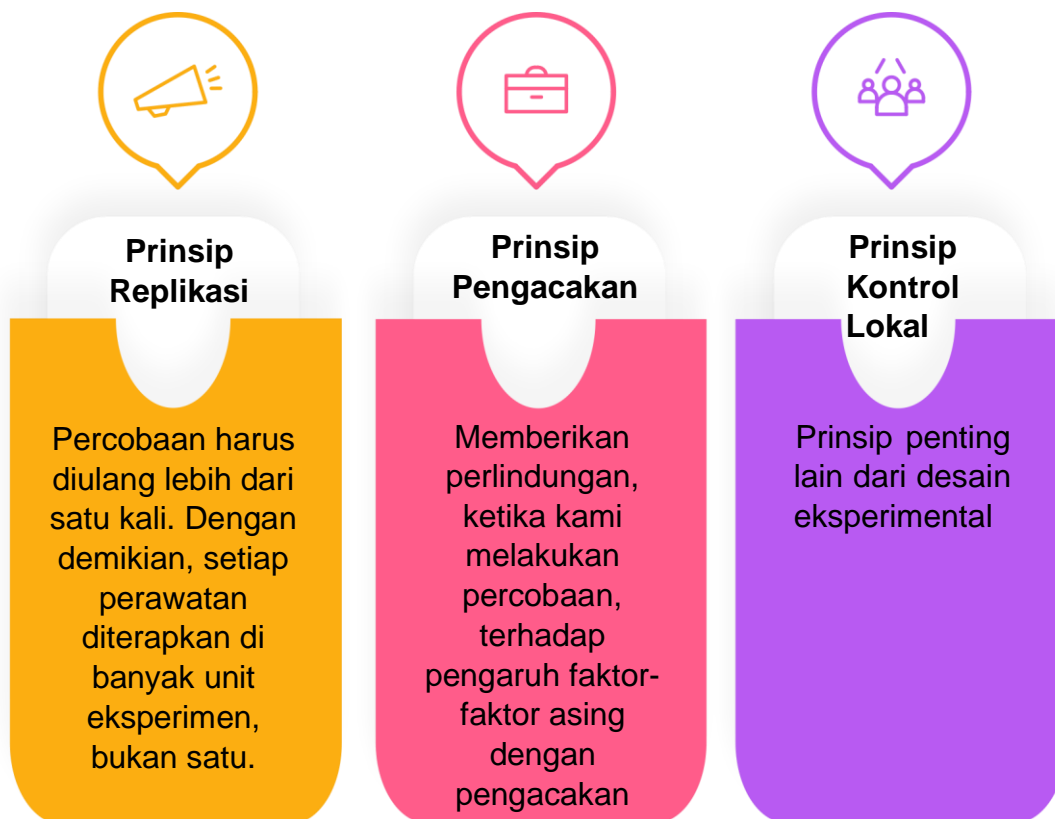 Prinsip
Replikasi
Percobaan harus
diulang lebih dari
satu kali. Dengan
demikian, setiap
perawatan
diterapkan di
banyak unit
eksperimen,
bukan satu.
Prinsip
Pengacakan
Memberikan
perlindungan,
ketika kami
melakukan
percobaan,
terhadap
pengaruh faktor-
faktor asing
dengan
pengacakan
Prinsip
Kontrol
Lokal
Prinsip penting
lain dari desain
eksperimental